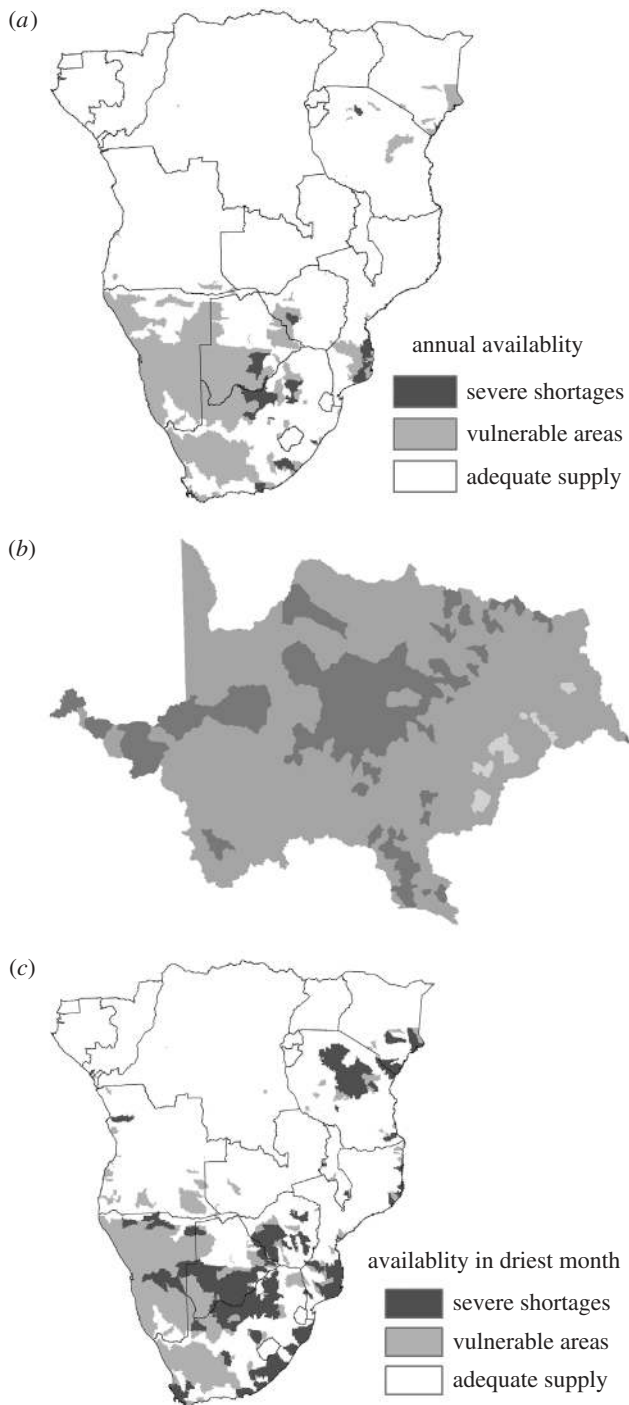 (a)
annual availablity
severe shortages
vulnerable areas
adequate supply
(b)
(c)
availablity in driest month
severe shortages
vulnerable areas
adequate supply